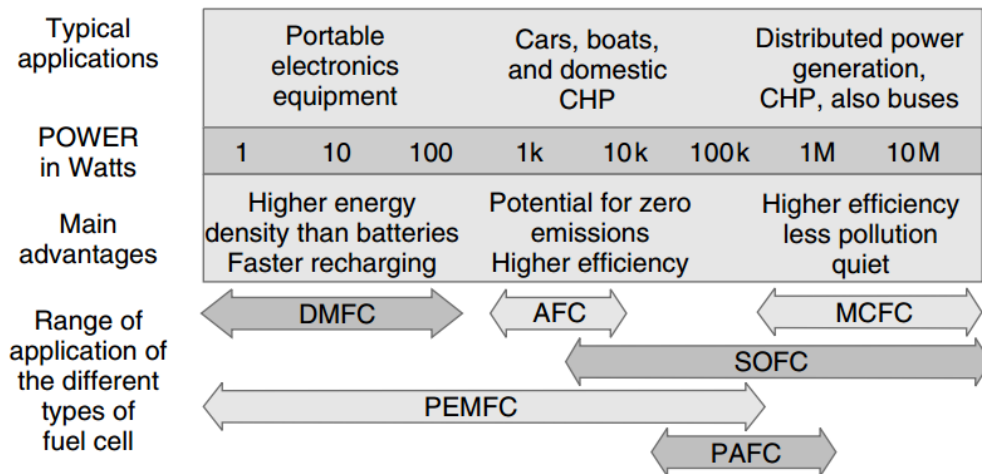 Typical
applications
Portable
electronics
equipment
Cars, boats,
and domestic
CHP
Distributed power
generation,
CHP, also buses
POWER
in Watts
1 10 100 1k 10k 100k 1M 10M
Main
advantages
Higher energy
density than batteries
Faster recharging
Potential for zero
emissions
Higher efficiency
Higher efficiency
less pollution
quiet
Range of
application of
the different
types of
fuel cell
DMFC
AFC
MCFC
SOFC
PEMFC
PAFC